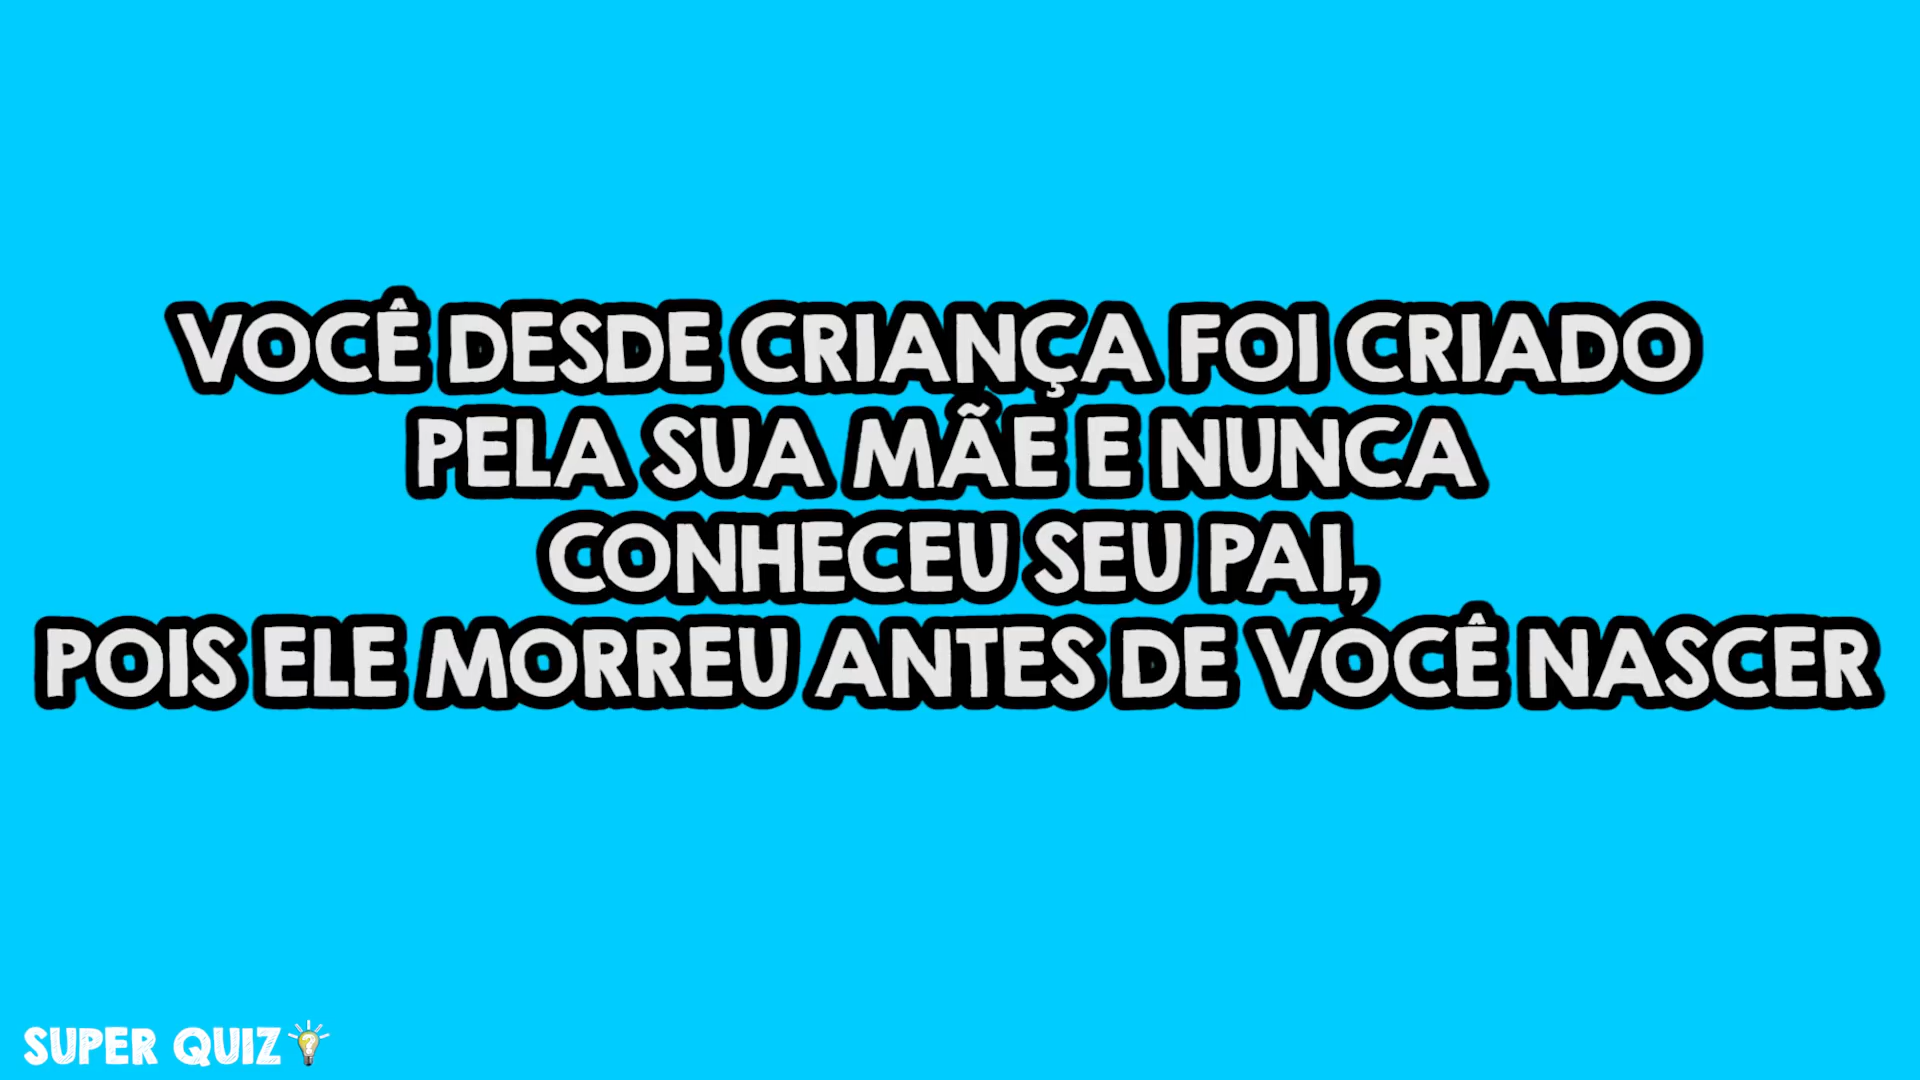 VOCÊ DESDE CRIANÇA FOI CRIADO
PELA SUA MÃE E NUNCA
CONHECEU SEU PAI,
POIS ELE MORREU ANTES DE VOCÊ NASCER
SUPER QUIZ